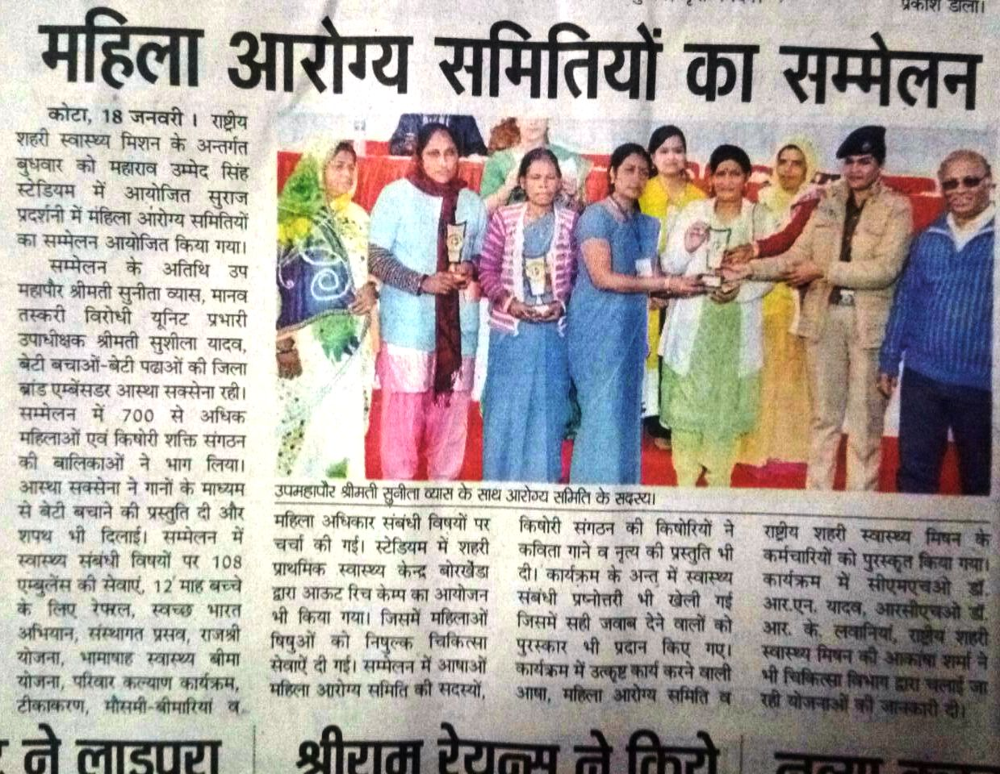 प्रकाश डाला।
महिला आरोग्य समितियों का सम्मेलन
कोटा, 18 जनवरी । राष्ट्रीय
शहरी स्वास्थ्य मिशन के अन्तर्गत
बुधवार को महाराव उम्मेद सिंह
स्टेडियम में आयोजित सुराज
प्रदर्शनी में महिला आरोग्य समितियों
का सम्मेलन आयोजित किया गया।
सम्मेलन के अतिथि उप
महापौर श्रीमती सुनीता व्यास, मानव
तस्करी विरोधी यूनिट प्रभारी
उपाधीक्षक श्रीमती सुशीला यादव,
बेटी बचाओं-बेटी पढाओं की जिला
ब्रांड एम्बेंसडर आस्था सक्सेना रही।
सम्मेलन में 700 से अधिक
महिलाओं एवं किषोरी शक्ति संगठन
की बालिकाओं ने भाग लिया।
आस्था सक्सेना ने गानों के माध्यम
से बेटी बचाने की प्रस्तुति दी और
शपथ भी दिलाई। सम्मेलन में
स्वास्थ्य संबंधी विषयों पर 108
एम्बुलेंस की सेवाएं, 12 माह बच्चे
के लिए रेफरल, स्वच्छ भारत
अभियान, संस्थागत प्रसव, राजश्री
योजना, भामाषाह स्वास्थ्य बीमा
योजना, परिवार कल्याण कार्यक्रम,
टीकाकरण, मौसमी-बीमारियां व
उपमहापौर श्रीमती सुनीता व्यास के साथ आरोग्य समिति के सदस्य।
महिला अधिकार संबंधी विषयों पर
चर्चा की गई। स्टेडियम में शहरी
प्राथमिक स्वास्थ्य केन्द्र बोरखेडा
द्वारा आऊट रिच केम्प का आयोजन
भी किया गया। जिसमें महिलाओं
षिषुओं को निषुल्क चिकित्सा
सेवाऐं दी गई। सम्मेलन में आषाओं
महिला आरोग्य समिति की सदस्यों,
किषोरी संगठन की किषोरियों ने
कविता गाने व नृत्य की प्रस्तुति भी
दी। कार्यक्रम के अन्त में स्वास्थ्य
संबंधी प्रष्नोत्तरी भी खेली गई
जिसमें सही जवाब देने वालों को
पुरस्कार भी प्रदान किए गए।
कार्यक्रम में उत्कृष्ट कार्य करने वाली
आषा, महिला आरोग्य समिति व
राष्ट्रीय शहरी स्वास्थ्य मिषन के
कर्मचारियों को पुरस्कृत किया गया।
कार्यक्रम में सीएमएचओ डॉ.
आर.एन. यादव, आरसीएचओ डॉ.
आर. के. लवानियां, राष्ट्रीय शहरी
स्वास्थ्य मिषन की आकांषा शर्मा ने
भी चिकित्सा विभाग द्वारा चलाई जा
रही योजनाओं की जानकारी दी।
ने लाडपुरा
श्रीराम रेयन्स ने किये